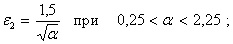 ε₂ = 1,5/√α при 0,25 < α < 2,25 ;